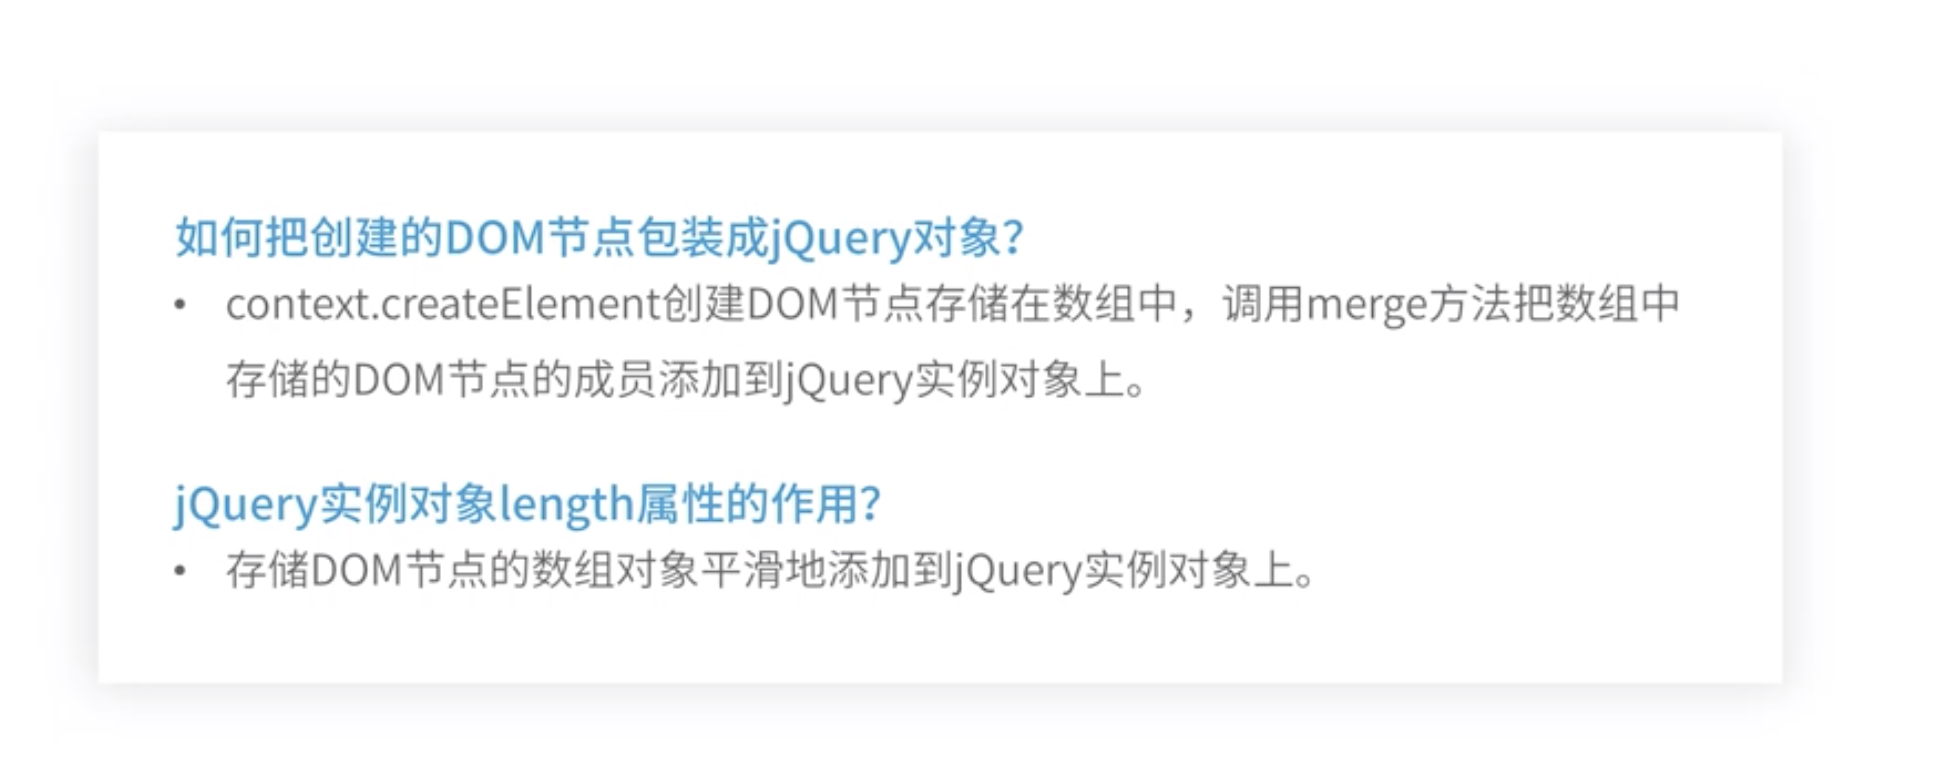 如何把创建的DOM节点包装成jQuery对象?
• context.createElement创建DOM节点存储在数组中，调用merge方法把数组中
存储的DOM节点的成员添加到jQuery实例对象上。
jQuery实例对象length属性的作用?
• 存储DOM节点的数组对象平滑地添加到jQuery实例对象上。